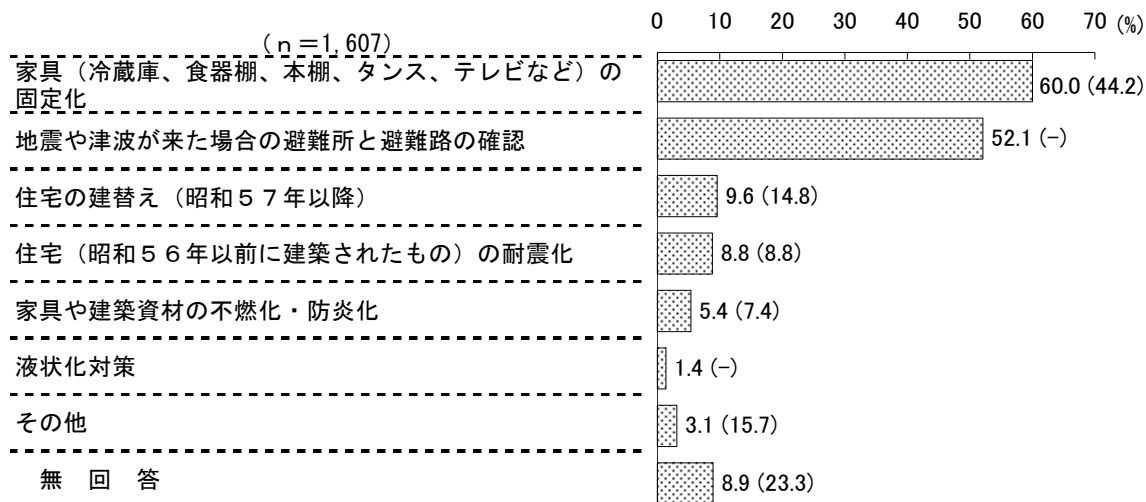 0 10 20 30 40 50 60 70 (%)
(ｎ＝1,607)
家具（冷蔵庫、食器棚、本棚、タンス、テレビなど）の
固定化
60.0 (44.2)
地震や津波が来た場合の避難所と避難路の確認
52.1 (-)
住宅の建替え（昭和５７年以降）
9.6 (14.8)
住宅（昭和５６年以前に建築されたもの）の耐震化
8.8 (8.8)
家具や建築資材の不燃化・防炎化
5.4 (7.4)
液状化対策
1.4 (-)
その他
3.1 (15.7)
無　回　答
8.9 (23.3)